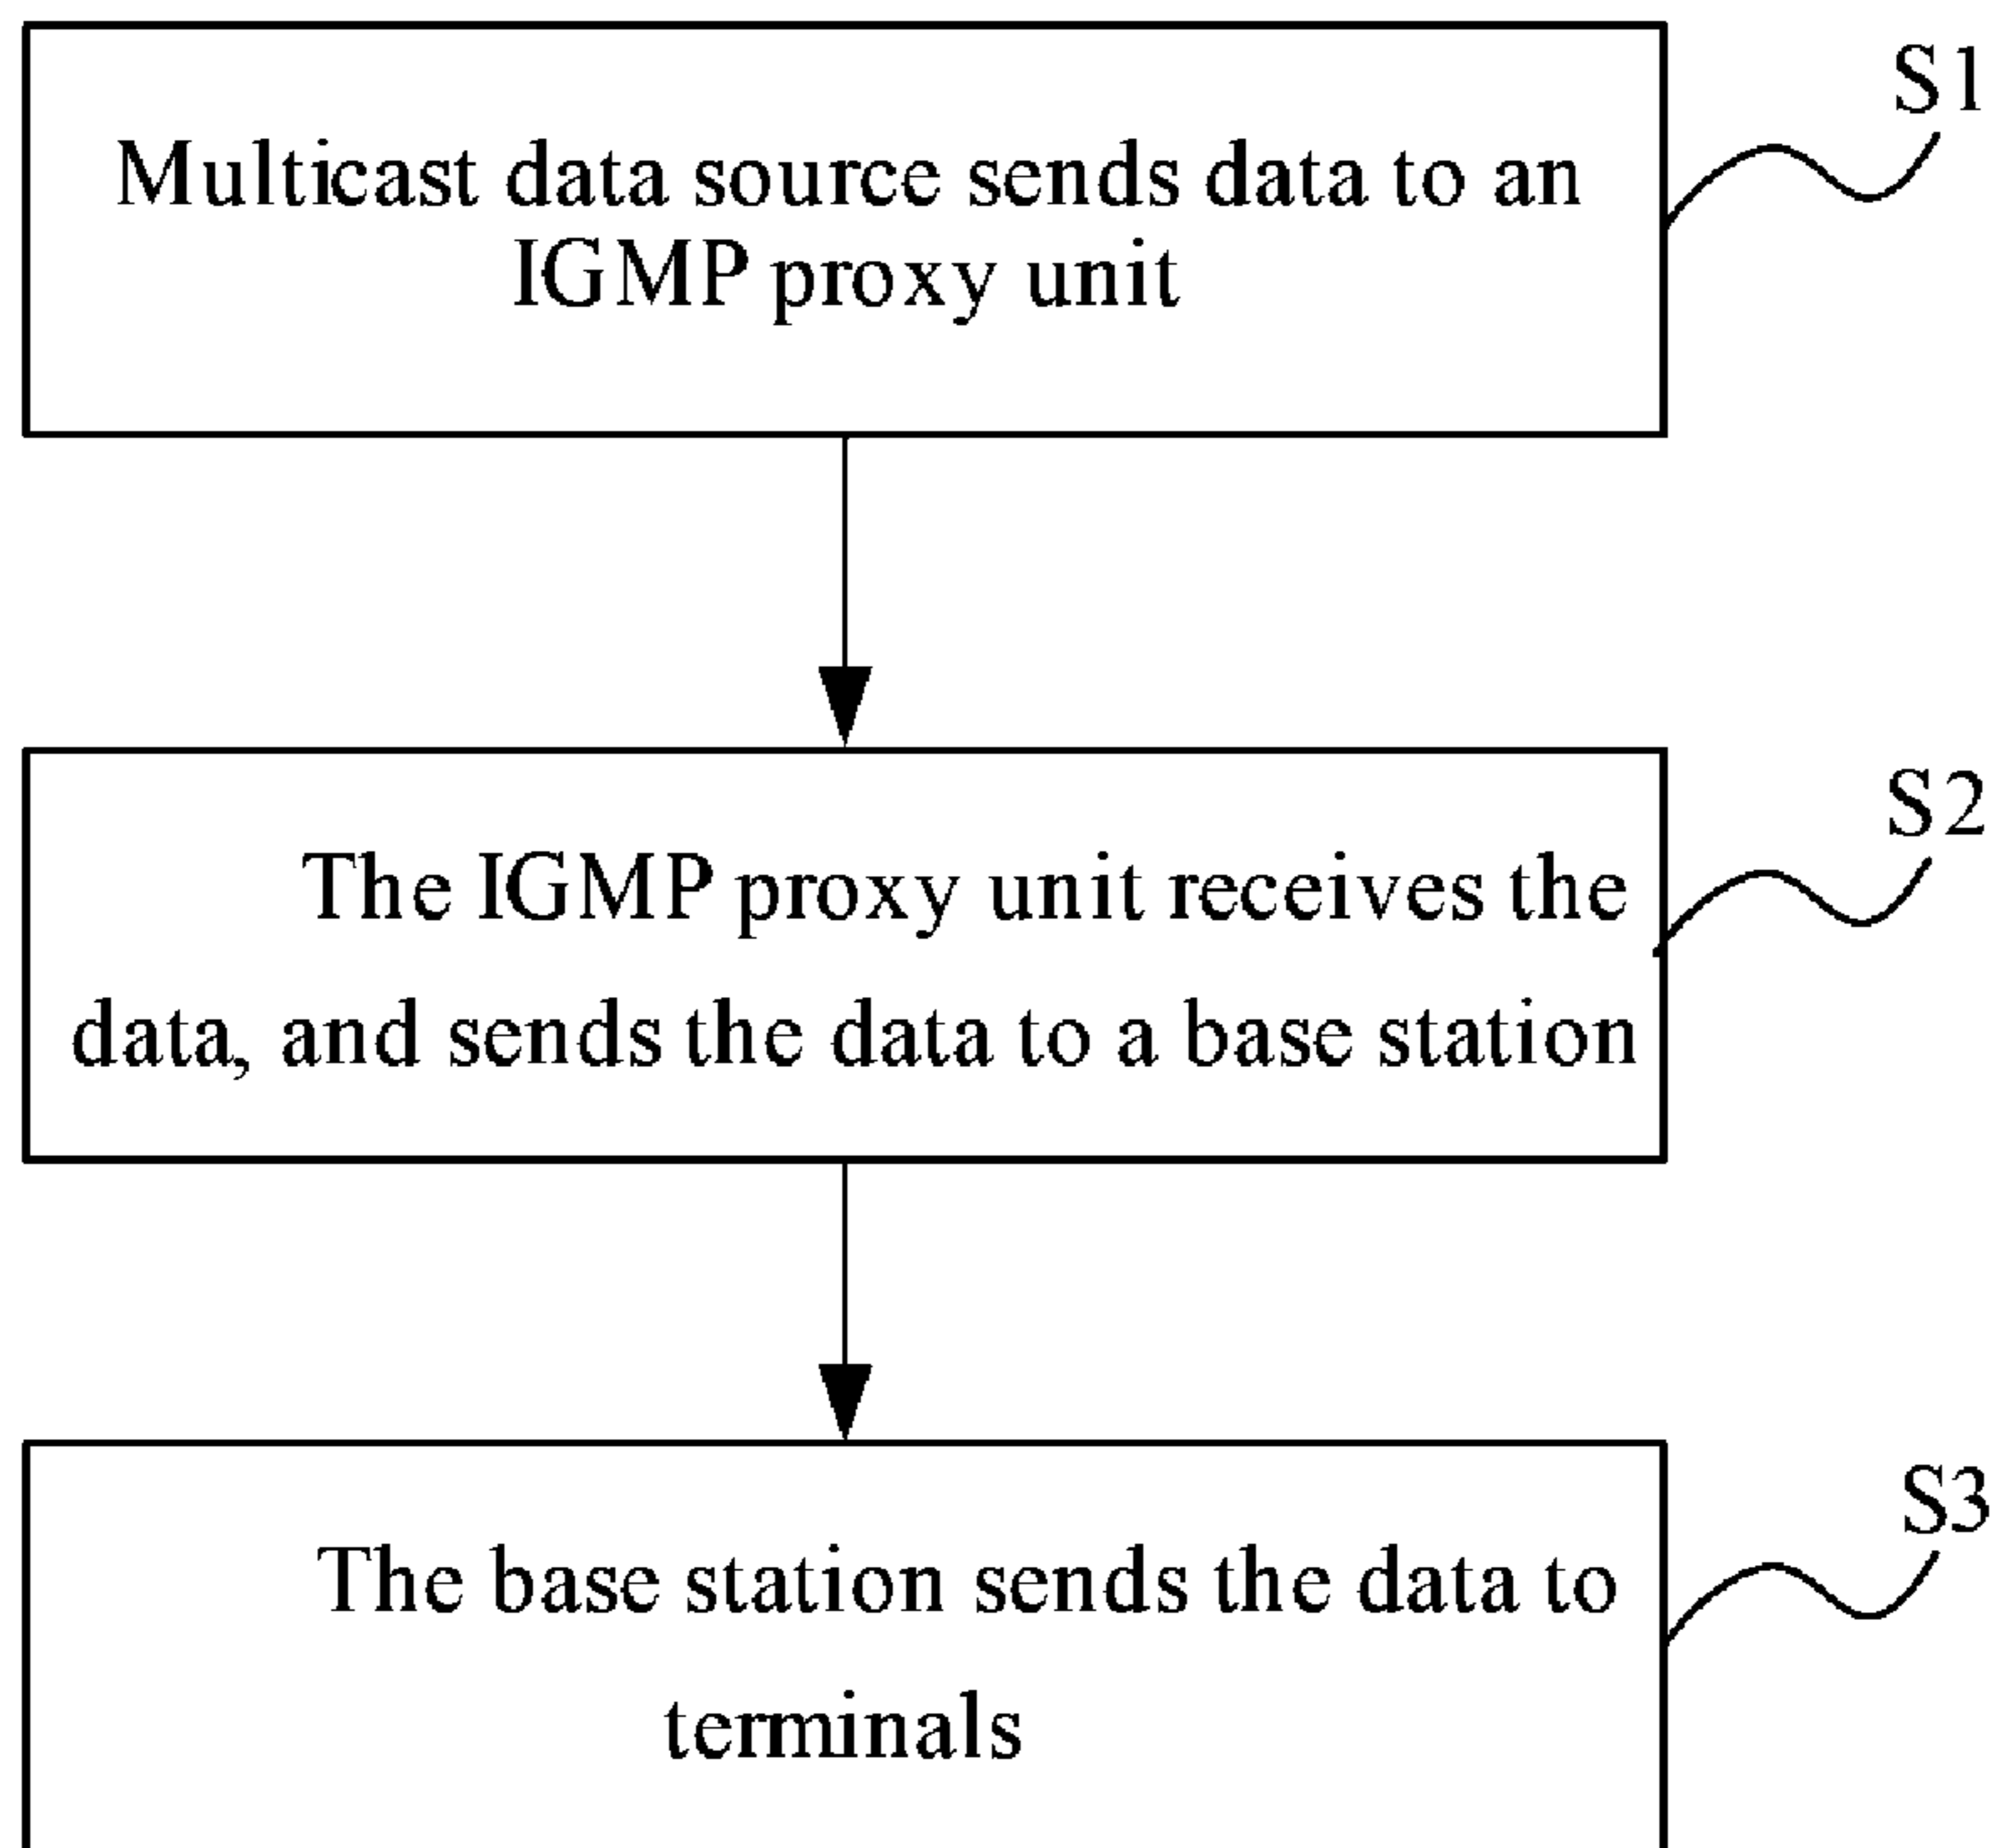 S1
Multicast data source sends data to an
IGMP proxy unit
S2
The IGMP proxy unit receives the
data, and sends the data to a base station
S3
The base station sends the data to
terminals